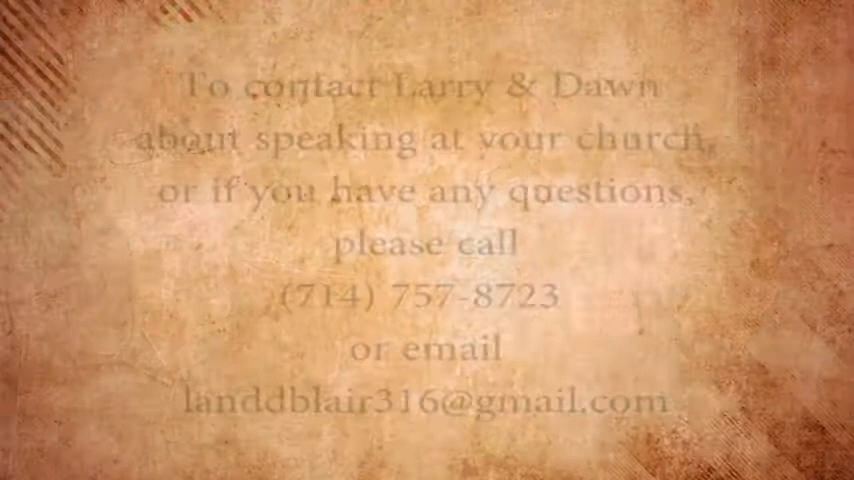 To contact Larry & Dawn
about speaking at your church,
or if you have any questions,
please call
(714) 757-8723
or email
landdblair316@gmail.com